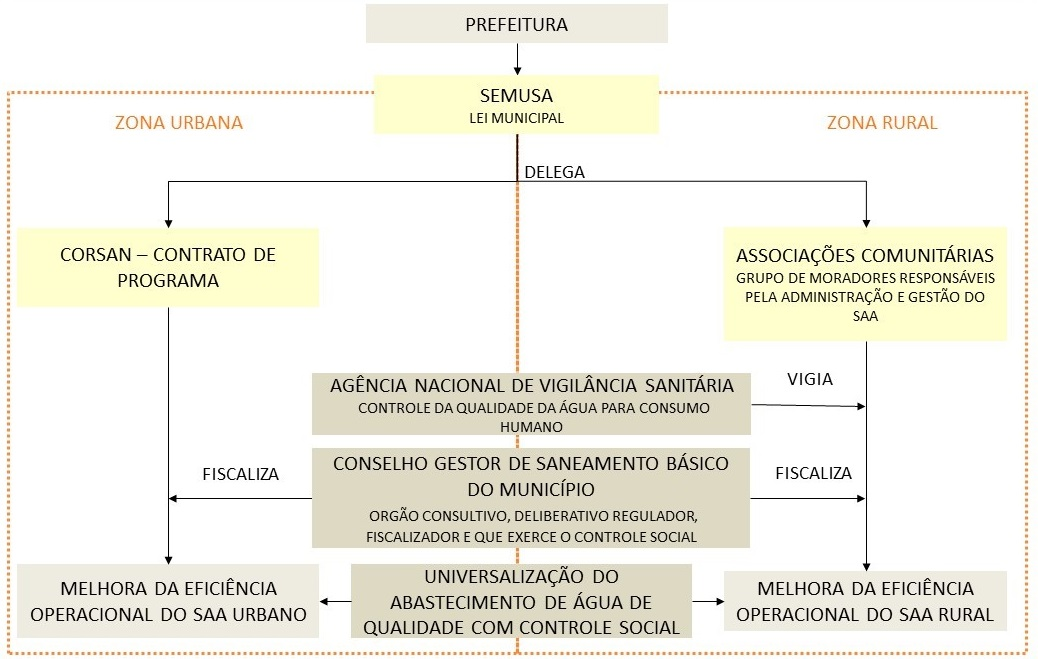 PREFEITURA
SEMUSA
LEI MUNICIPAL
ZONA URBANA
ZONA RURAL
DELEGA
CORSAN – CONTRATO DE
PROGRAMA
ASSOCIAÇÕES COMUNITÁRIAS
GRUPO DE MORADORES RESPONSÁVEIS
PELA ADMINISTRAÇÃO E GESTÃO DO
SAA
AGÊNCIA NACIONAL DE VIGILÂNCIA SANITÁRIA
CONTROLE DA QUALIDADE DA ÁGUA PARA CONSUMO
HUMANO
VIGIA
FISCALIZA
CONSELHO GESTOR DE SANEAMENTO BÁSICO
DO MUNICÍPIO
ORGÃO CONSULTIVO, DELIBERATIVO REGULADOR,
FISCALIZADOR E QUE EXERCE O CONTROLE SOCIAL
FISCALIZA
MELHORA DA EFICIÊNCIA
OPERACIONAL DO SAA URBANO
UNIVERSALIZAÇÃO DO
ABASTECIMENTO DE ÁGUA DE
QUALIDADE COM CONTROLE SOCIAL
MELHORA DA EFICIÊNCIA
OPERACIONAL DO SAA RURAL